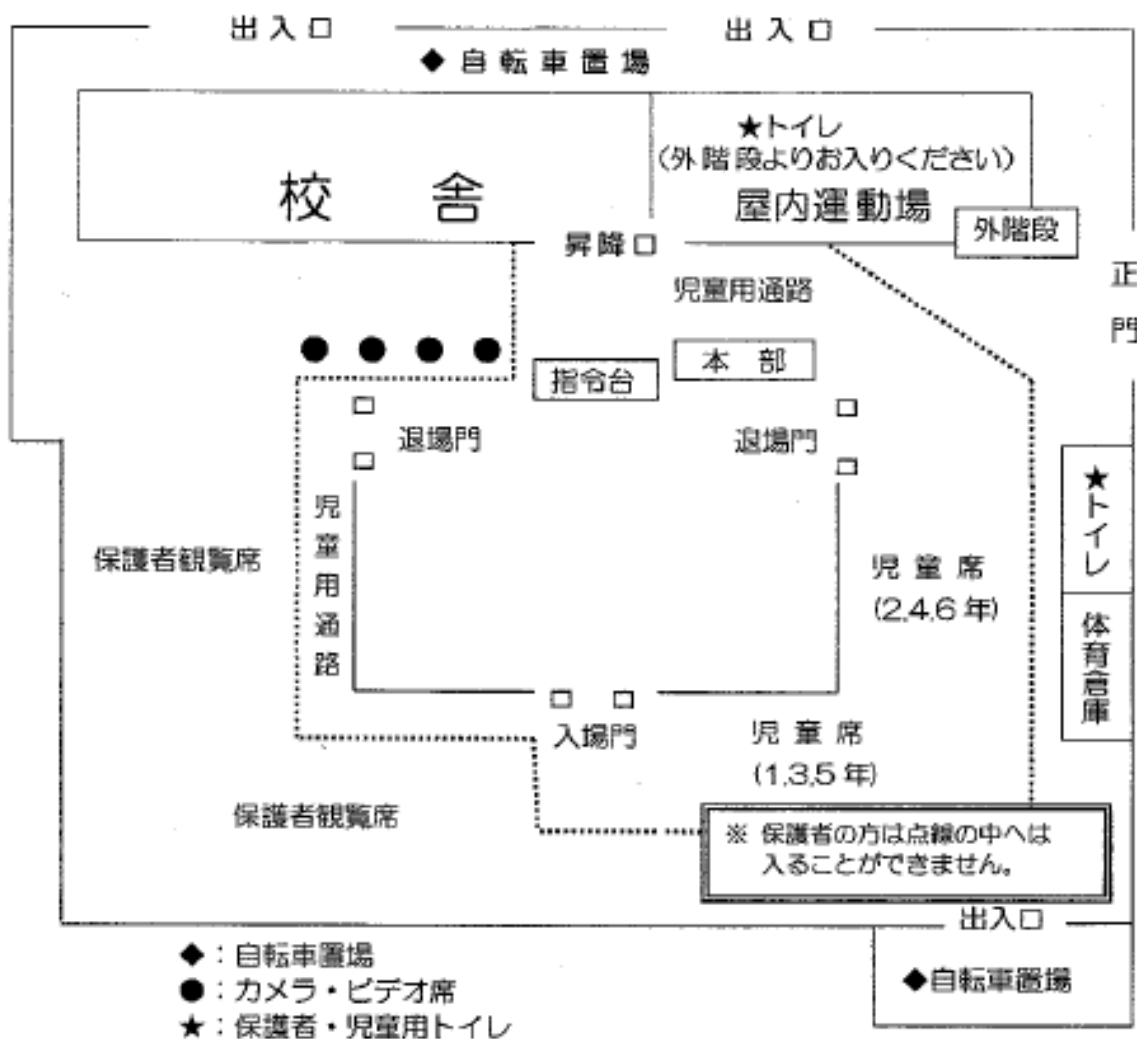 出入口
出入口
◆自転車置場
★トイレ
(外階段よりお入りください)
校舎
屋内運動場
外階段
昇降口
正門
児童用通路
本部
指令台
退場門
退場門
★トイレ
児童用通路
保護者観覧席
児童席
(2,4,6年)
体育倉庫
入場門
児童席
(1,3,5年)
保護者観覧席
※ 保護者の方は点線の中へは
入ることができません。
出入口
◆自転車置場
◆：自転車置場
●：カメラ・ビデオ席
★：保護者・児童用トイレ